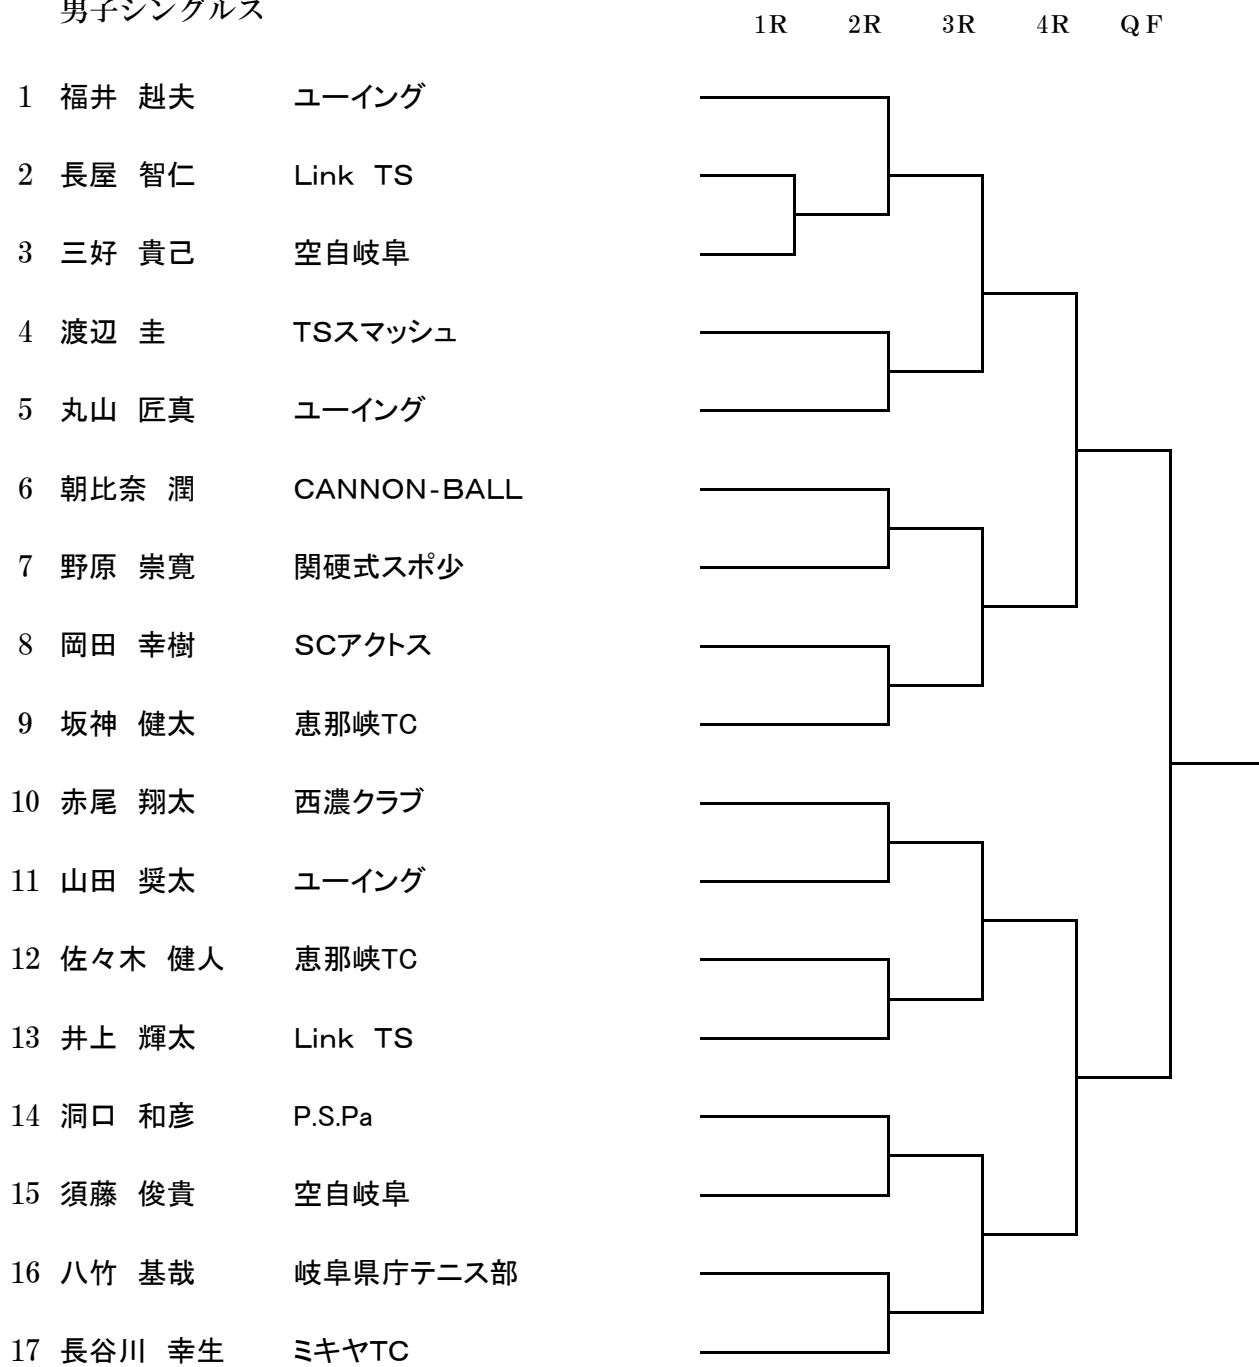 男子シングルス 1R 2R 3R 4R QF
1 福井 赳夫 ユーイング
2 長屋 智仁 Link TS
3 三好 貴己 空自岐阜
4 渡辺 圭 TSスマッシュ
5 丸山 匠真 ユーイング
6 朝比奈 潤 CANNON-BALL
7 野原 崇寛 関硬式スポ少
8 岡田 幸樹 SCアクトス
9 坂神 健太 恵那峡TC
10 赤尾 翔太 西濃クラブ
11 山田 奨太 ユーイング
12 佐々木 健人 恵那峡TC
13 井上 輝太 Link TS
14 洞口 和彦 P.S.Pa
15 須藤 俊貴 空自岐阜
16 八竹 基哉 岐阜県庁テニス部
17 長谷川 幸生 ミキヤTC